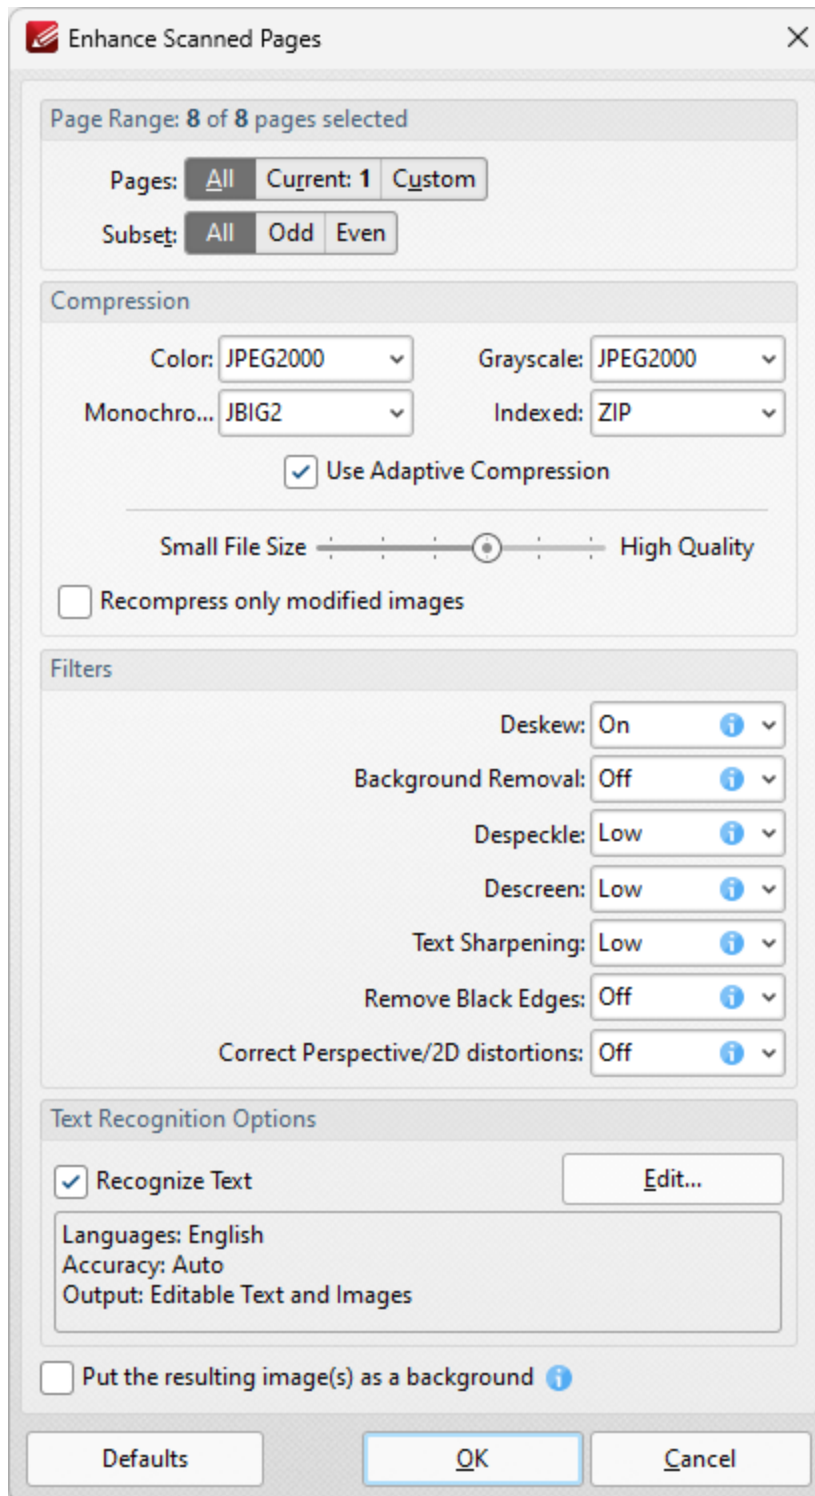 Enhance Scanned Pages
Page Range: 8 of 8 pages selected
Pages: All Current: 1 Custom
Subset: All Odd Even
Compression
Color: JPEG2000 Grayscale: JPEG2000
Monochro... JBIG2 Indexed: ZIP
Use Adaptive Compression
Small File Size High Quality
Recompress only modified images
Filters
Deskew: On
Background Removal: Off
Despeckle: Low
Descreen: Low
Text Sharpening: Low
Remove Black Edges: Off
Correct Perspective/2D distortions: Off
Text Recognition Options
Recognize Text Edit...
Languages: English
Accuracy: Auto
Output: Editable Text and Images
Put the resulting image(s) as a background
Defaults OK Cancel